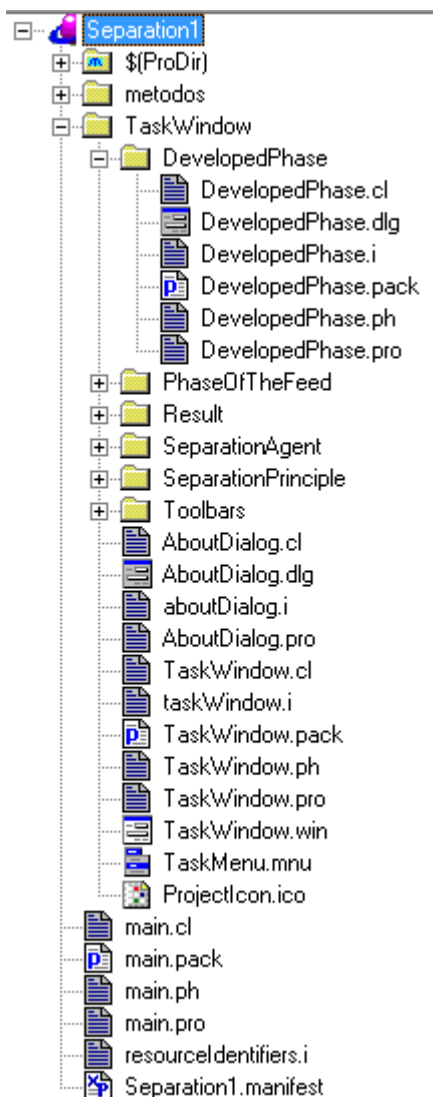 Separation1
$(ProDir)
metodos
TaskWindow
DevelopedPhase
DevelopedPhase.cl
DevelopedPhase.dlg
DevelopedPhase.i
DevelopedPhase.pack
DevelopedPhase.ph
DevelopedPhase.pro
PhaseOfTheFeed
Result
SeparationAgent
SeparationPrinciple
Toolbars
AboutDialog.cl
AboutDialog.dlg
aboutDialog.i
AboutDialog.pro
TaskWindow.cl
taskWindow.i
TaskWindow.pack
TaskWindow.ph
TaskWindow.pro
TaskWindow.win
TaskMenu.mnu
ProjectIcon.ico
main.cl
main.pack
main.ph
main.pro
resourceIdentifiers.i
Separation1.manifest